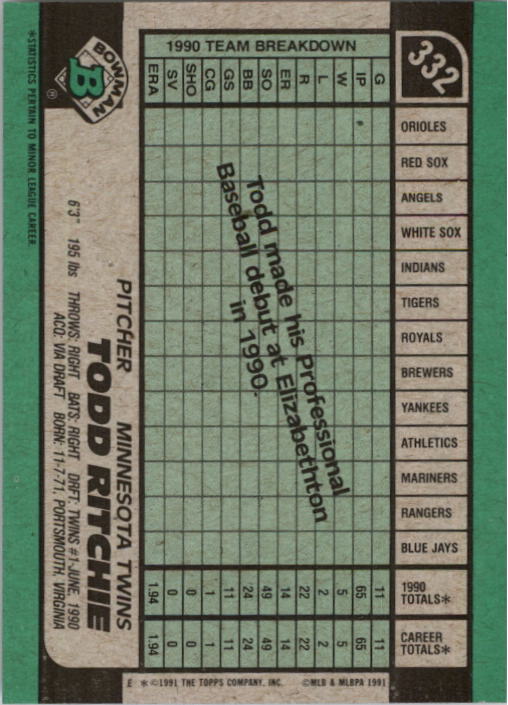 332
BOWMAN
B
TODD RITCHIE
PITCHER MINNESOTA TWINS
6'3" 195 lbs THROWS: RIGHT BATS: RIGHT DRFT: TWINS #1-JUNE, 1990
ACQ: VIA DRAFT BORN: 11-7-71, PORTSMOUTH, VIRGINIA
*STATISTICS PERTAIN TO MINOR LEAGUE CAREER.
1990 TEAM BREAKDOWN
G IP W L R ER SO BB GS CG SHO SV ERA
ORIOLES
RED SOX
ANGELS
WHITE SOX
INDIANS
TIGERS
ROYALS
BREWERS
YANKEES
ATHLETICS
MARINERS
RANGERS
BLUE JAYS
1990 TOTALS* 11 65 5 2 22 14 49 24 11 1 0 0 1.94
CAREER TOTALS* 11 65 5 2 22 14 49 24 11 1 0 0 1.94
Todd made his Professional
Baseball debut at Elizabethton
in 1990.
E *©1991 THE TOPPS COMPANY, INC. ©MLB & MLBPA 1991